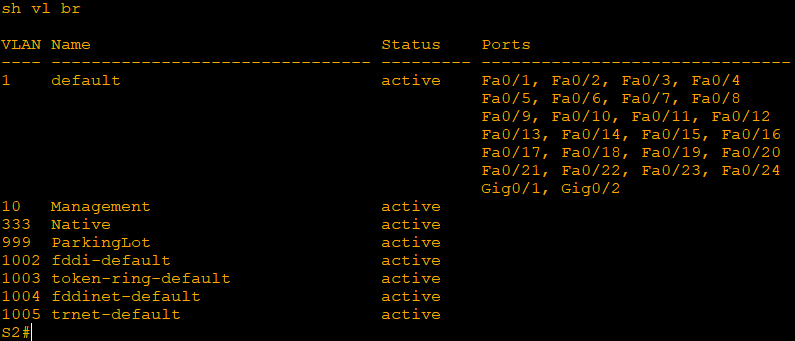 sh vl br
VLAN Name                             Status    Ports
---- -------------------------------- --------- -------------------------------
1    default                          active    Fa0/1, Fa0/2, Fa0/3, Fa0/4
                                                Fa0/5, Fa0/6, Fa0/7, Fa0/8
                                                Fa0/9, Fa0/10, Fa0/11, Fa0/12
                                                Fa0/13, Fa0/14, Fa0/15, Fa0/16
                                                Fa0/17, Fa0/18, Fa0/19, Fa0/20
                                                Fa0/21, Fa0/22, Fa0/23, Fa0/24
                                                Gig0/1, Gig0/2
10   Management                       active
333  Native                           active
999  ParkingLot                       active
1002 fddi-default                     active
1003 token-ring-default               active
1004 fddinet-default                  active
1005 trnet-default                    active
S2#